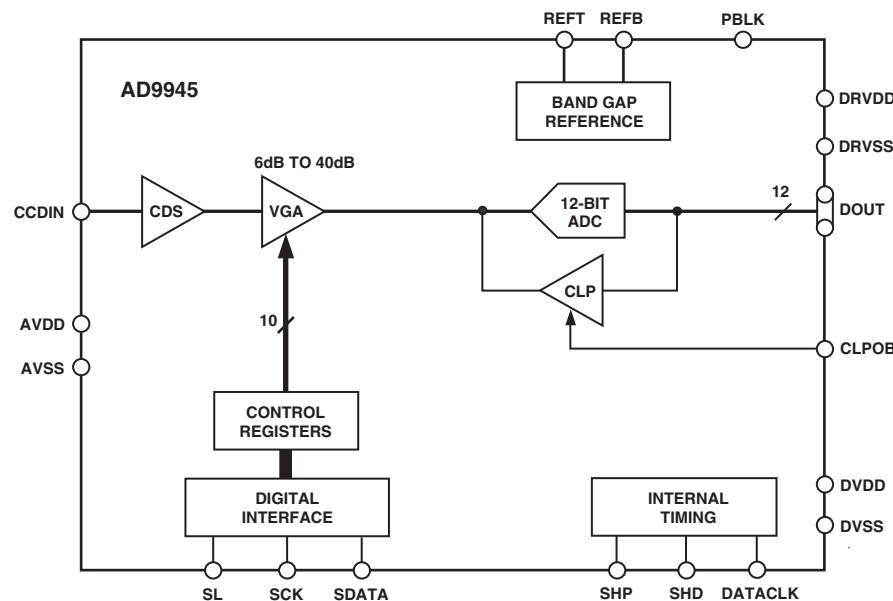 REFT REFB PBLK
AD9945
BAND GAP
REFERENCE
DRVDD
DRVSS
6dB TO 40dB
CCDIN
CDS
VGA
12-BIT
ADC
12
DOUT
CLP
10
AVDD
AVSS
CLPOB
CONTROL
REGISTERS
DIGITAL
INTERFACE
INTERNAL
TIMING
DVDD
DVSS
SL SCK SDATA SHP SHD DATACLK